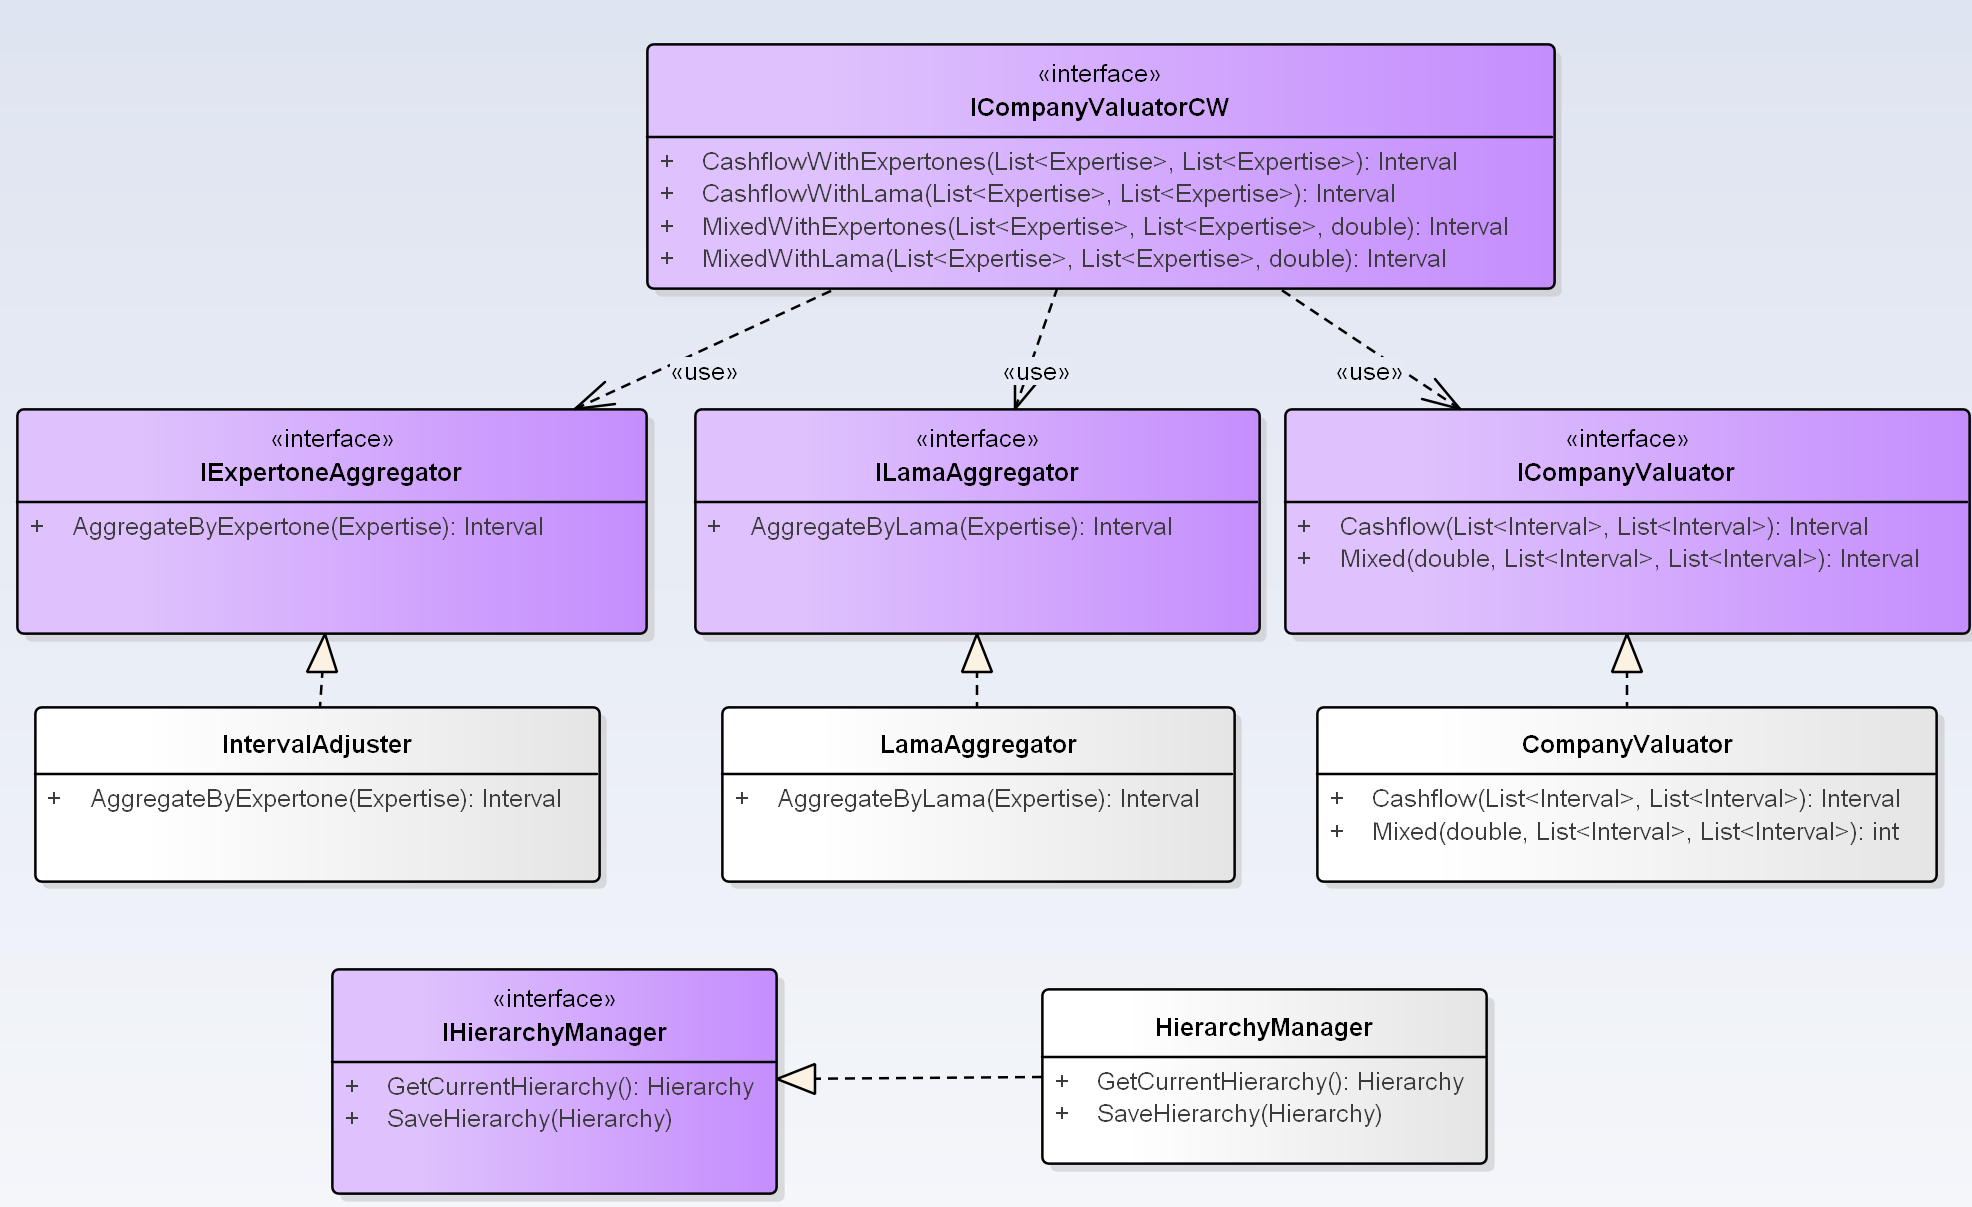 «interface»
ICompanyValuatorCW
+ CashflowWithExpertones(List<Expertise>, List<Expertise>): Interval
+ CashflowWithLama(List<Expertise>, List<Expertise>): Interval
+ MixedWithExpertones(List<Expertise>, List<Expertise>, double): Interval
+ MixedWithLama(List<Expertise>, List<Expertise>, double): Interval
«use»
«use»
«use»
«interface»
IExpertoneAggregator
+ AggregateByExpertone(Expertise): Interval
«interface»
ILamaAggregator
+ AggregateByLama(Expertise): Interval
«interface»
ICompanyValuator
+ Cashflow(List<Interval>, List<Interval>): Interval
+ Mixed(double, List<Interval>, List<Interval>): Interval
IntervalAdjuster
+ AggregateByExpertone(Expertise): Interval
LamaAggregator
+ AggregateByLama(Expertise): Interval
CompanyValuator
+ Cashflow(List<Interval>, List<Interval>): Interval
+ Mixed(double, List<Interval>, List<Interval>): int
«interface»
IHierarchyManager
+ GetCurrentHierarchy(): Hierarchy
+ SaveHierarchy(Hierarchy)
HierarchyManager
+ GetCurrentHierarchy(): Hierarchy
+ SaveHierarchy(Hierarchy)